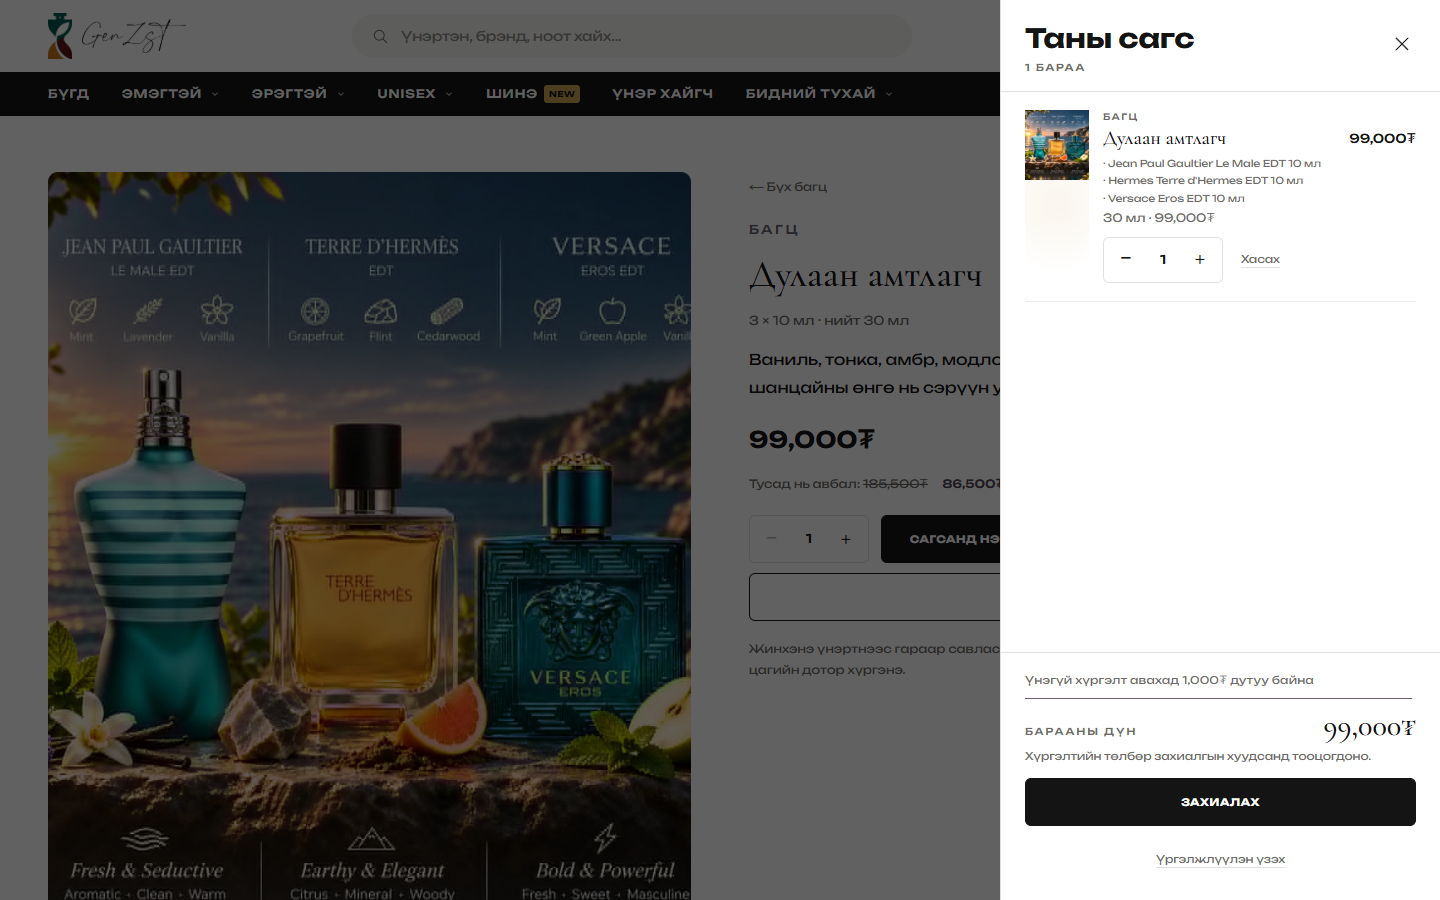 GenZst
Үнэртэн, брэнд, ноот хайх...
БҮГД
ЭМЭГТЭЙ
ЭРЭГТЭЙ
UNISEX
ШИНЭ NEW
ҮНЭР ХАЙГЧ
БИДНИЙ ТУХАЙ
JEAN PAUL GAULTIER
LE MALE EDT
Mint
Lavender
Vanilla
TERRE D'HERMÈS
EDT
Grapefruit
Flint
Cedarwood
VERSACE
EROS EDT
Mint
Green Apple
Vanill
TERRE
D'HERMÈS
VERSACE
EROS
Fresh & Seductive
Aromatic • Clean • Warm
Earthy & Elegant
Citrus • Mineral • Woody
Bold & Powerful
Fresh • Sweet • Masculine
← Бүх багц
БАГЦ
Дулаан амтлагч
3 × 10 мл · нийт 30 мл
Ваниль, тонка, амбр, модло
шанцайны өнгө нь сэрүүн у
99,000₮
Тусад нь авбал: 185,500₮ 86,500₮
− 1 +
САГСАНД НЭ
Жинхэнэ үнэртнээс гараар савлас
цагийн дотор хүргэнэ.
Таны сагс
1 БАРАА
БАГЦ
Дулаан амтлагч
99,000₮
· Jean Paul Gaultier Le Male EDT 10 мл
· Hermes Terre d'Hermes EDT 10 мл
· Versace Eros EDT 10 мл
30 мл · 99,000₮
− 1 +
Хасах
Үнэгүй хүргэлт авахад 1,000₮ дутуу байна
БАРААНЫ ДҮН
99,000₮
Хүргэлтийн төлбөр захиалгын хуудсанд тооцогдоно.
ЗАХИАЛАХ
Үргэлжлүүлэн үзэх